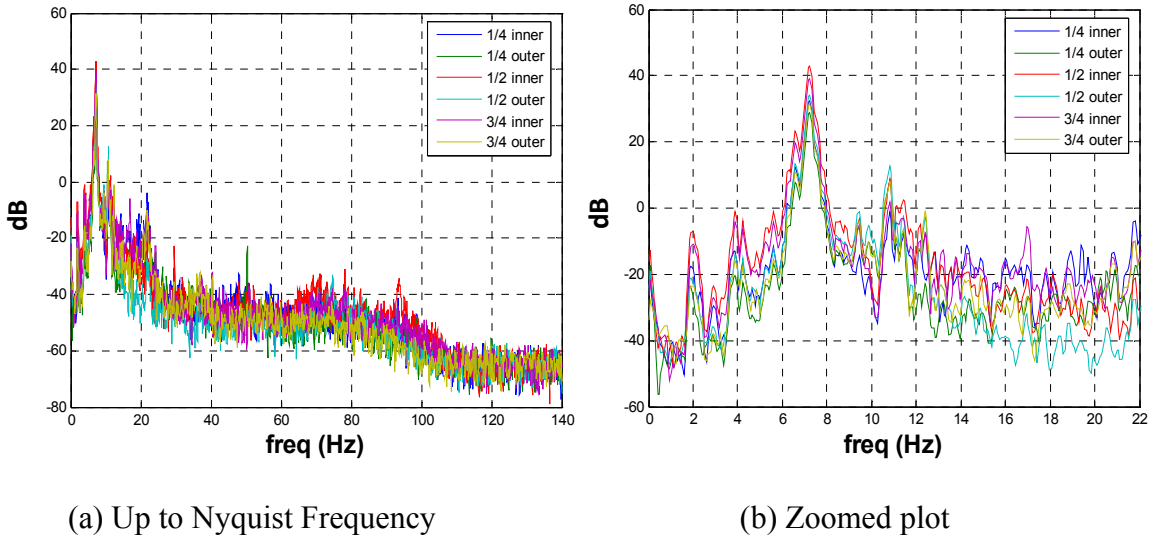 60
40
20
0
-20
-40
-60
-80
dB
0 20 40 60 80 100 120 140
freq (Hz)
1/4 inner
1/4 outer
1/2 inner
1/2 outer
3/4 inner
3/4 outer
(a) Up to Nyquist Frequency
60
40
20
0
-20
-40
-60
dB
0 2 4 6 8 10 12 14 16 18 20 22
freq (Hz)
1/4 inner
1/4 outer
1/2 inner
1/2 outer
3/4 inner
3/4 outer
(b) Zoomed plot